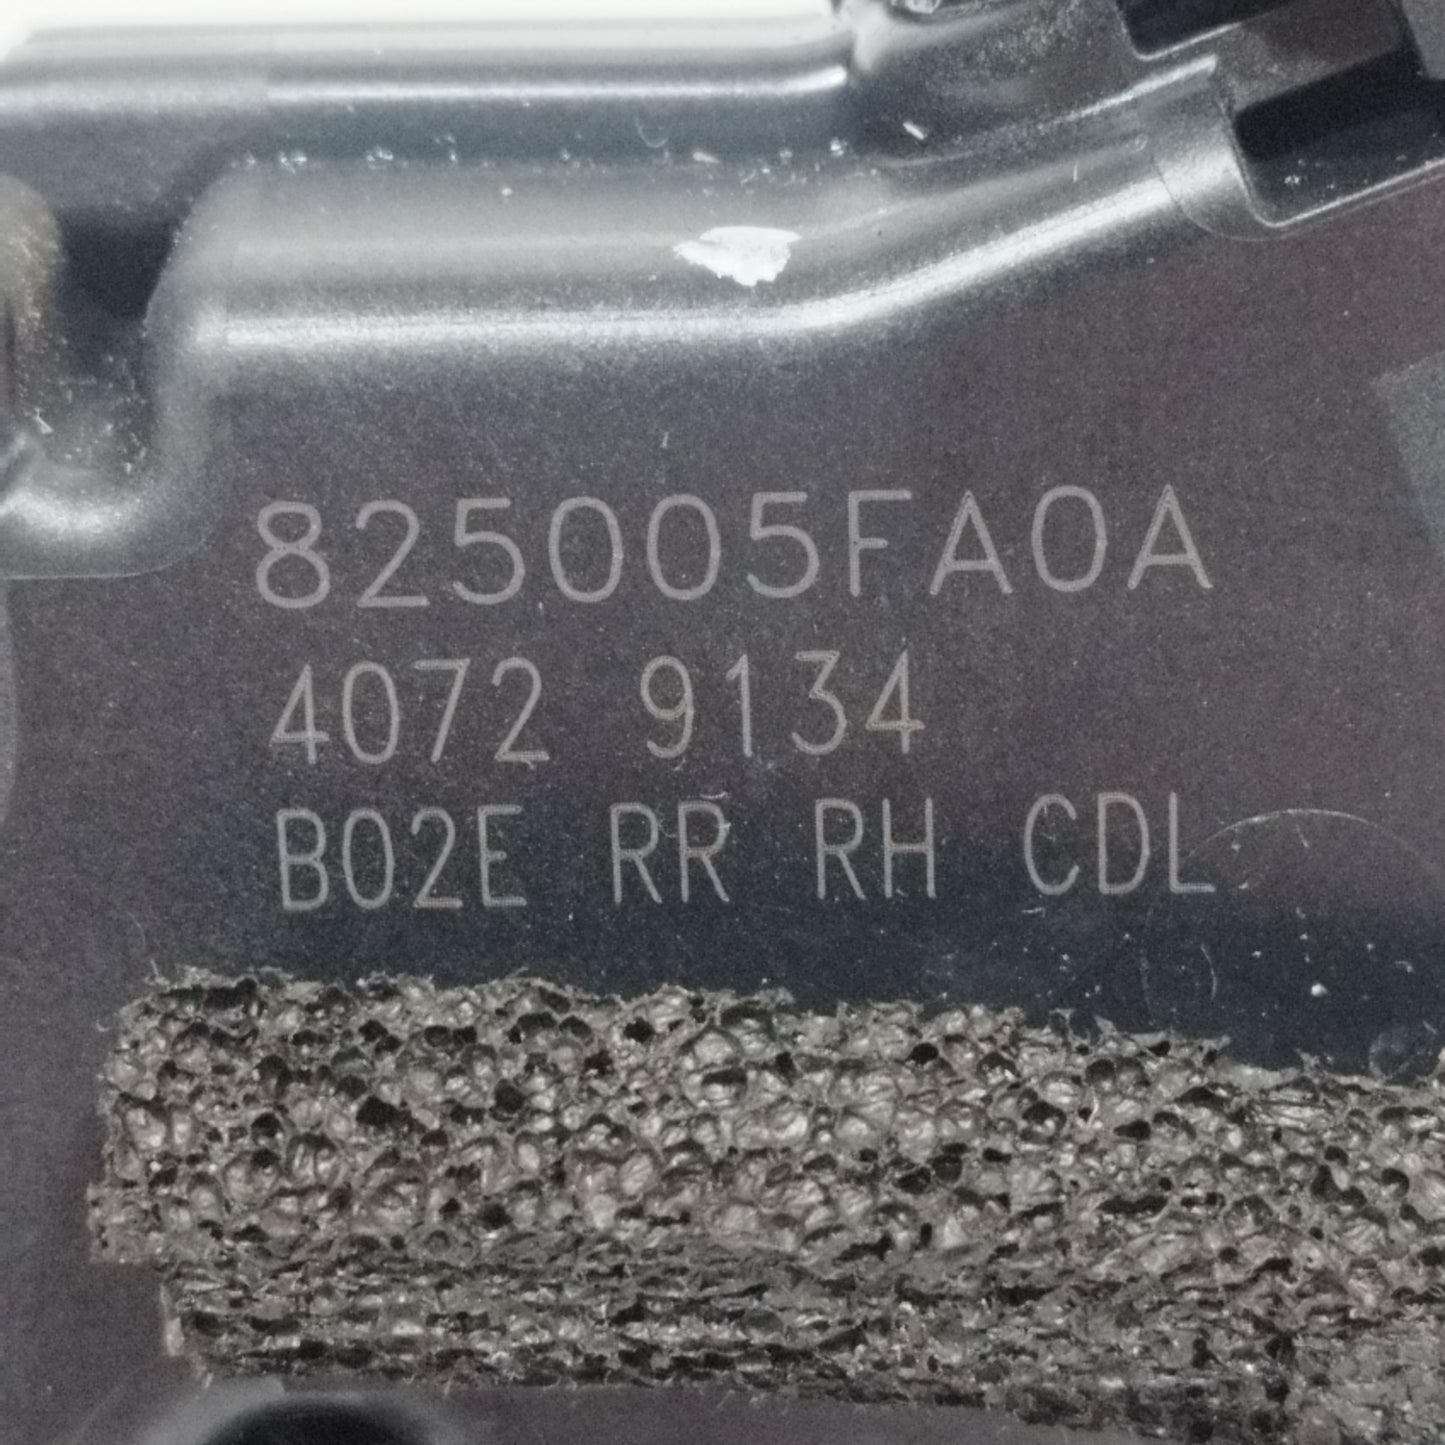 825005FA0A
4072 9134
B02E RR RH CDL